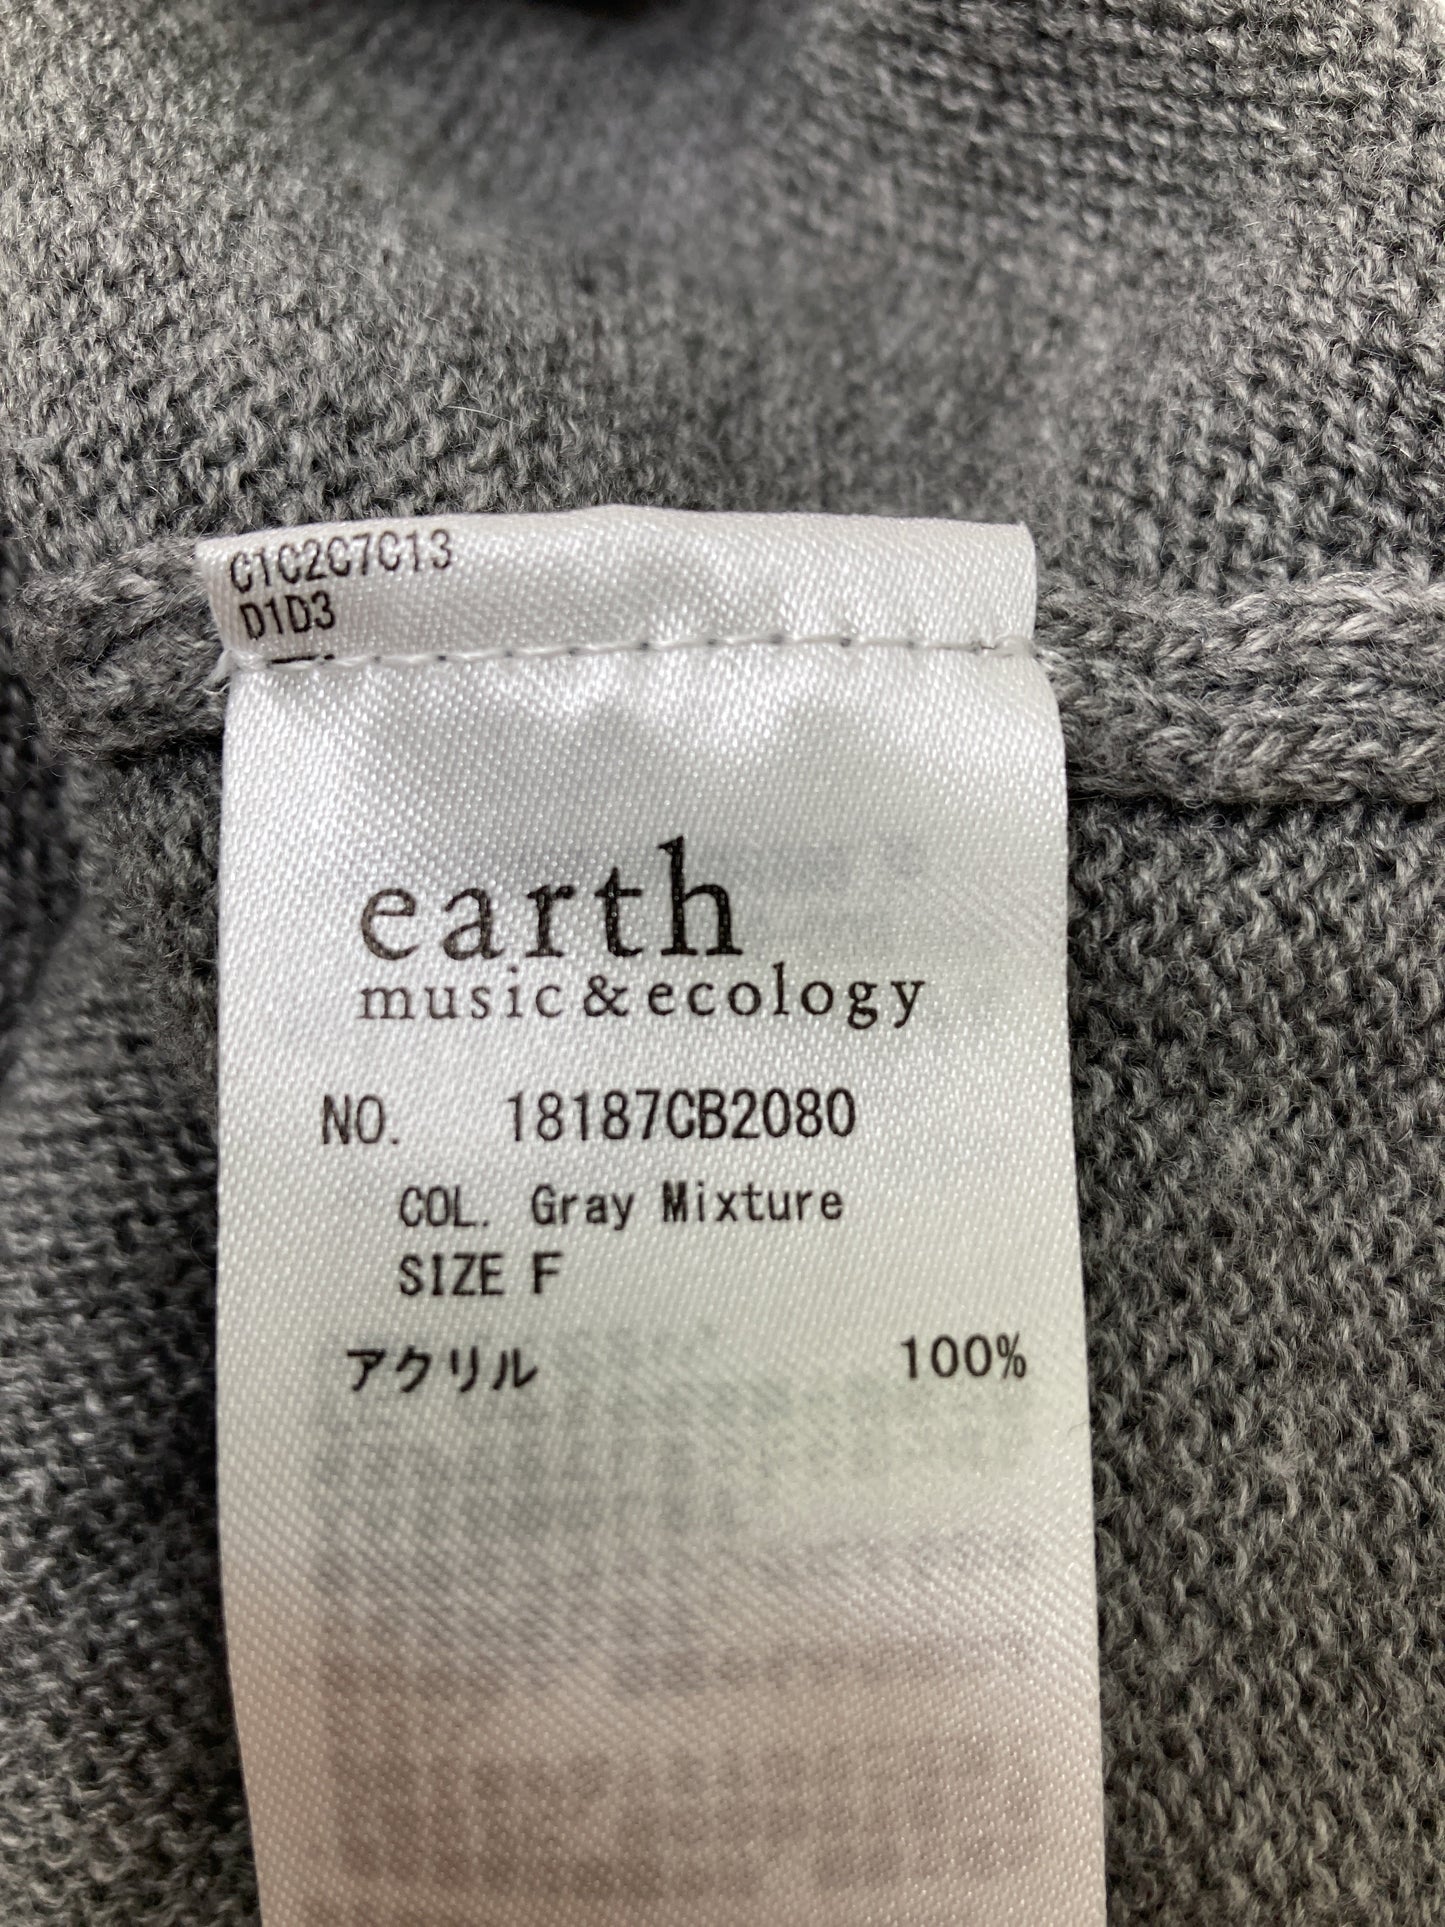 C1C2C7C13
D1D3
earth
music & ecology
NO. 18187CB2080
COL. Gray Mixture
SIZE F
アクリル 100%